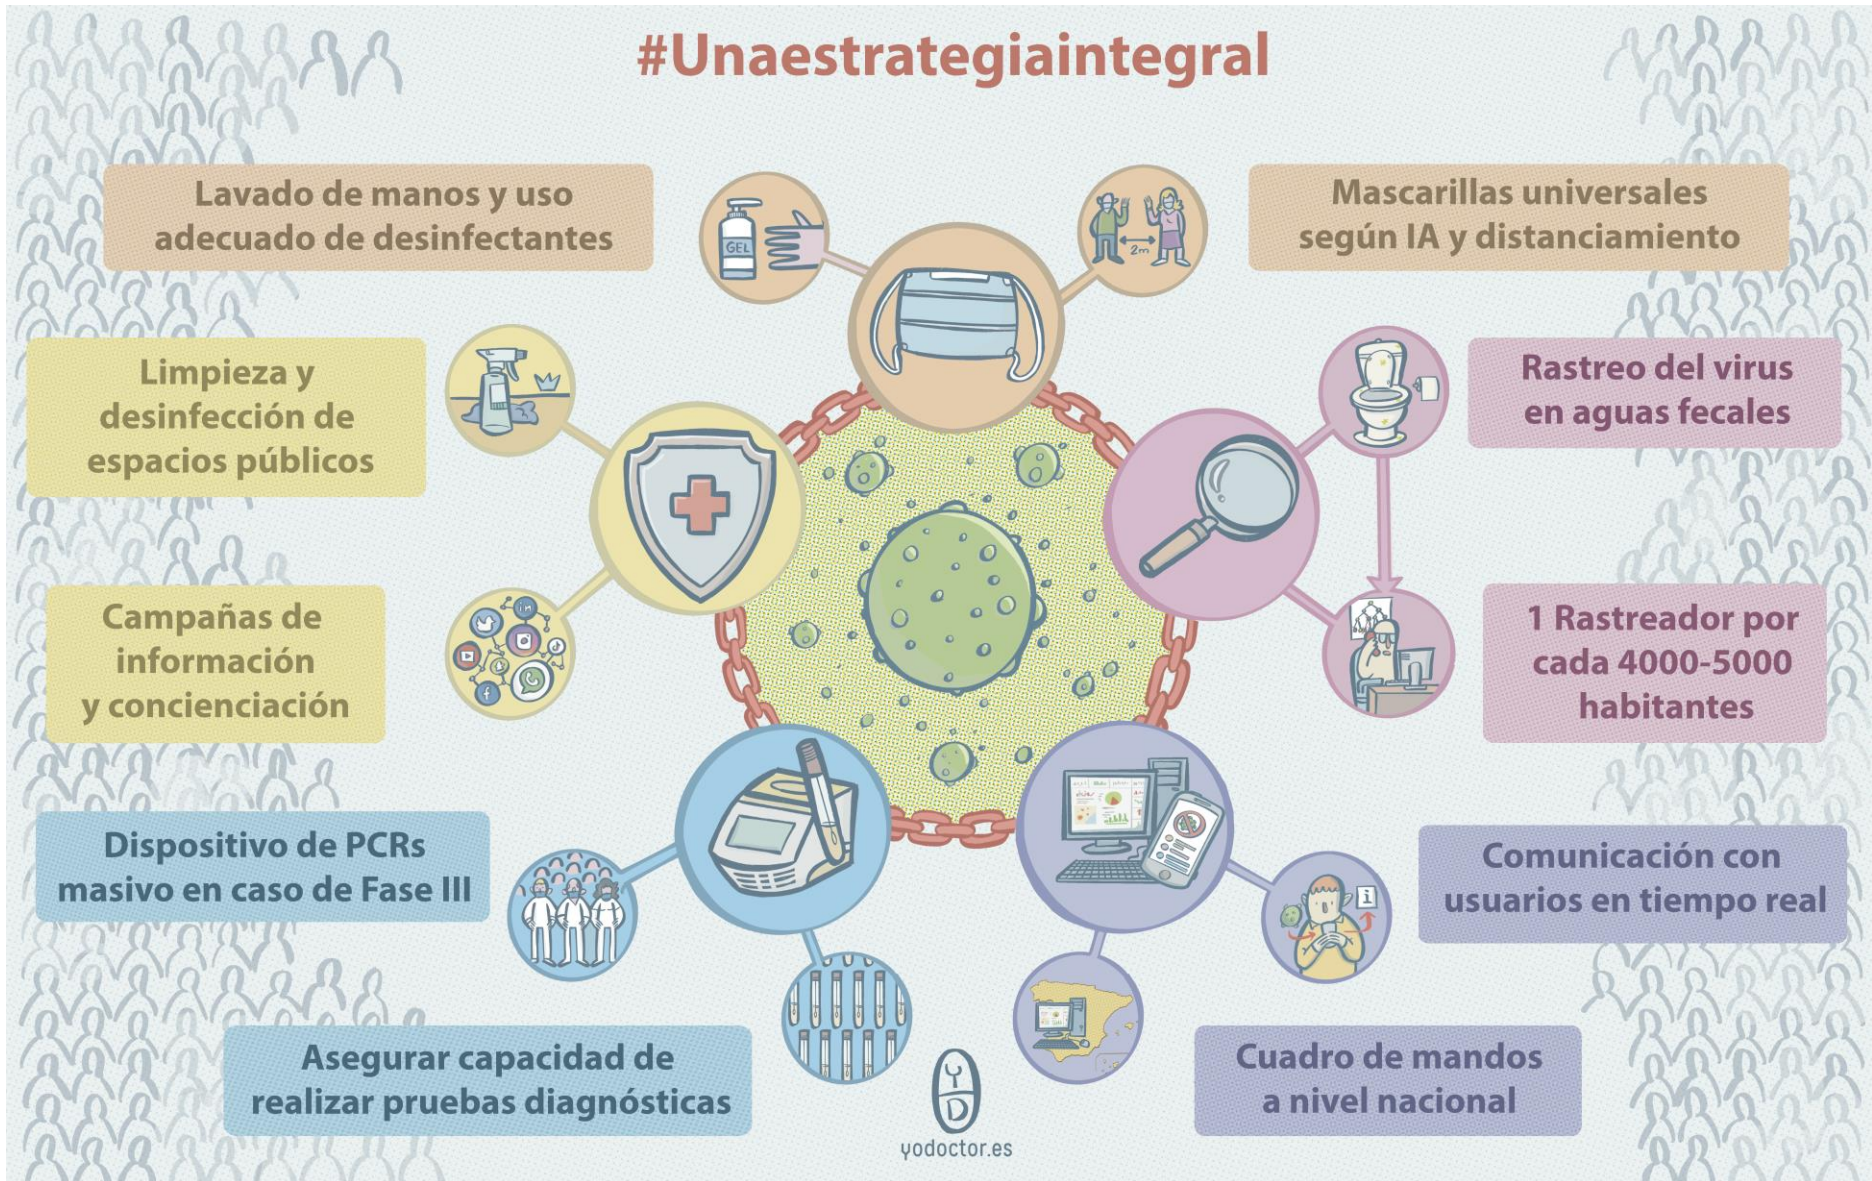 #Unaestrategiaintegral
Lavado de manos y uso
adecuado de desinfectantes
GEL
2m
Mascarillas universales
según IA y distanciamiento
Limpieza y
desinfección de
espacios públicos
Rastreo del virus
en aguas fecales
Campañas de
información
y concienciación
in
f
1 Rastreador por
cada 4000-5000
habitantes
Dispositivo de PCRs
masivo en caso de Fase III
Comunicación con
usuarios en tiempo real
i
Asegurar capacidad de
realizar pruebas diagnósticas
Cuadro de mandos
a nivel nacional
Y
D
yodoctor.es